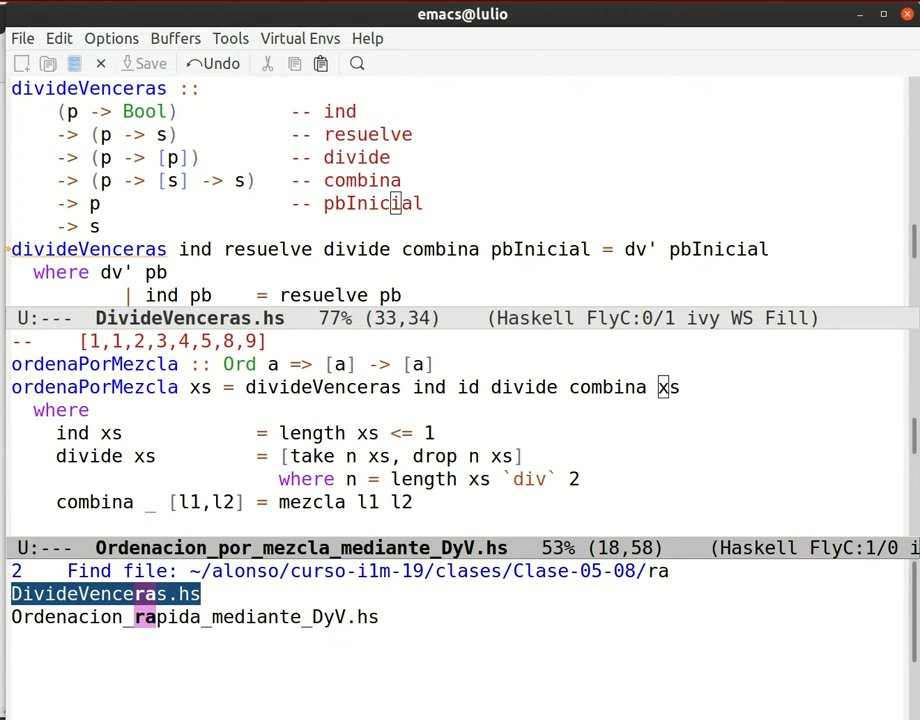 emacs@lulio
File Edit Options Buffers Tools Virtual Envs Help
Save Undo
divideVenceras ::
    (p -> Bool)          -- ind
    -> (p -> s)          -- resuelve
    -> (p -> [p])        -- divide
    -> (p -> [s] -> s)   -- combina
    -> p                 -- pbInicial
    -> s
divideVenceras ind resuelve divide combina pbInicial = dv' pbInicial
  where dv' pb
          | ind pb    = resuelve pb
U:---  DivideVenceras.hs   77% (33,34)     (Haskell FlyC:0/1 ivy WS Fill)
--    [1,1,2,3,4,5,8,9]
ordenaPorMezcla :: Ord a => [a] -> [a]
ordenaPorMezcla xs = divideVenceras ind id divide combina xs
  where
    ind xs            = length xs <= 1
    divide xs         = [take n xs, drop n xs]
                        where n = length xs `div` 2
    combina _ [l1,l2] = mezcla l1 l2
U:---  Ordenacion_por_mezcla_mediante_DyV.hs   53% (18,58)     (Haskell FlyC:1/0 i
2    Find file: ~/alonso/curso-i1m-19/clases/Clase-05-08/ra
DivideVenceras.hs
Ordenacion_rapida_mediante_DyV.hs